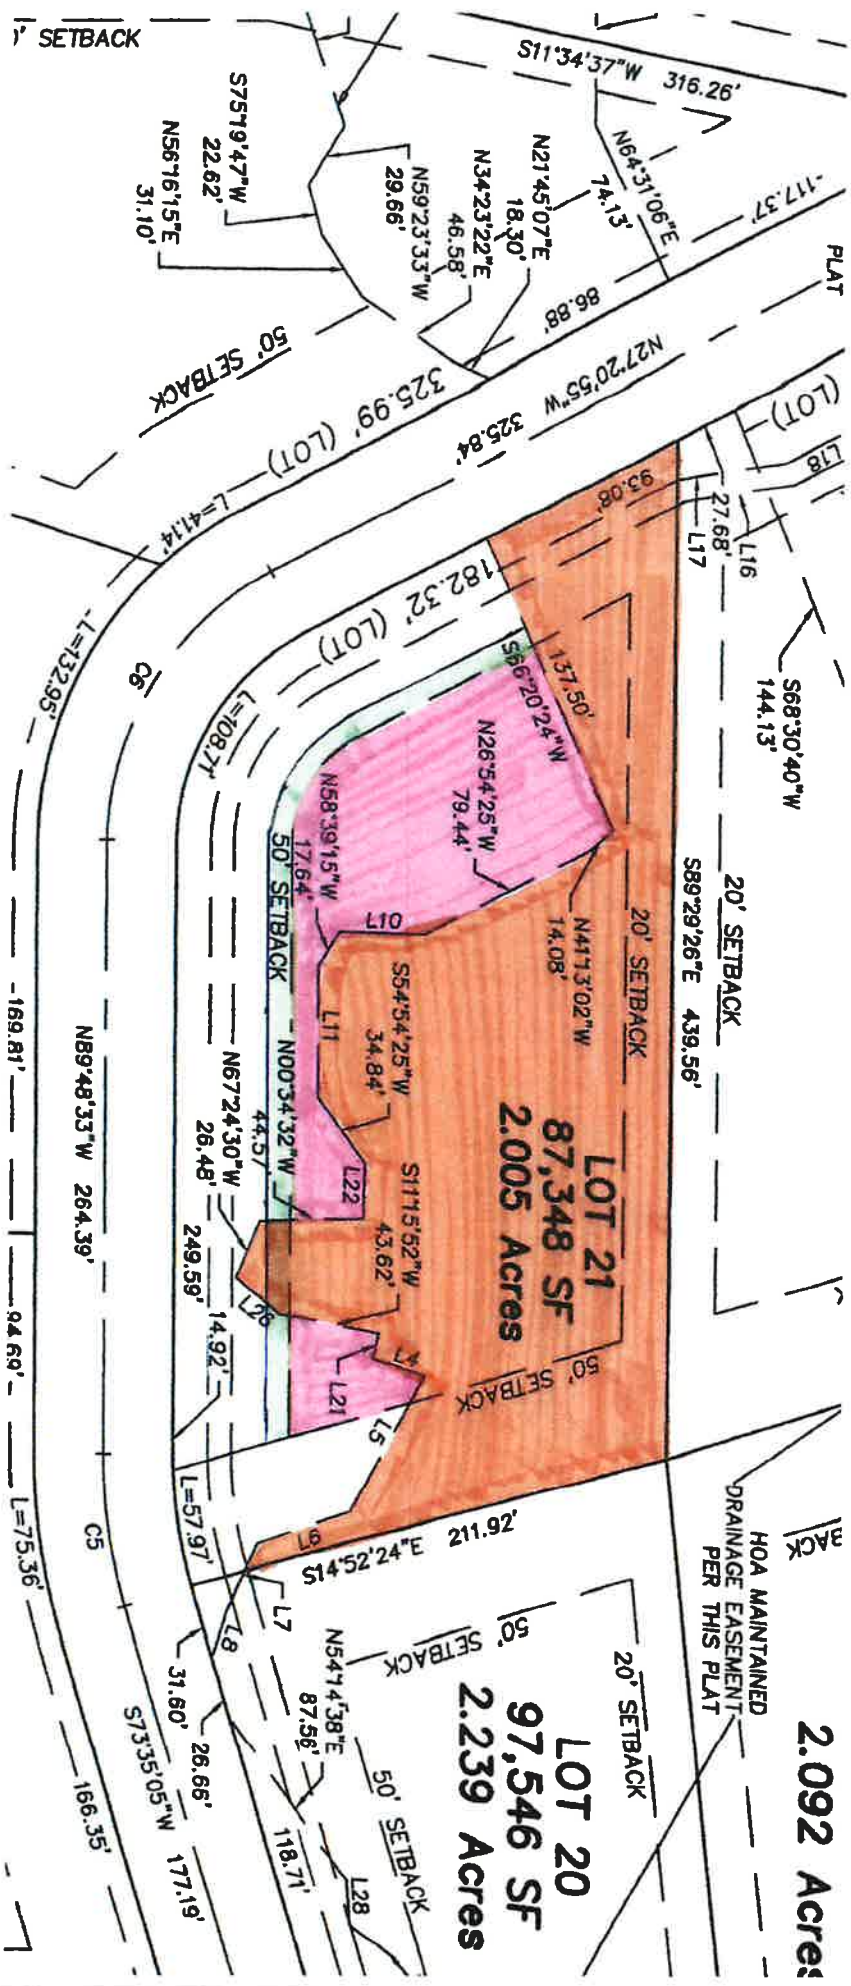 )' SETBACK
S11°34'37"W 316.26'
S75°19'47"W
22.62'
N56°16'15"E
31.10'
N59°23'33"W
29.66'
N34°23'22"E
46.58'
N21°45'07"E
18.30'
N64°31'06"E
74.13'
117.37'
PLAT
86.88'
50' SETBACK
325.99' (LOT)
N27°20'55"W 325.84'
(LOT)
L18
L=41.14'
93.08'
27.68'
L16
L17
S68°30'40"W
144.13'
182.32' (LOT)
L=132.95'
C6
L=108.71'
137.50'
S66°20'24"W
N26°54'25"W
79.44'
N58°39'15"W
17.64'
50' SETBACK
L10
N41°13'02"W
14.08'
20' SETBACK
S89°29'26"E 439.56'
20' SETBACK
L11
S54°54'25"W
34.84'
LOT 21
87,348 SF
2.005 Acres
N00°34'32"W
44.57'
L22
S11°15'52"W
43.62'
N67°24'30"W
26.48'
169.81'
N89°48'33"W 264.39'
249.59'
14.92'
L26
L21
L4
L5
50' SETBACK
94.69'
L=75.36'
C5
L=57.97'
L6
S14°52'24"E 211.92'
L7
L8
HOA MAINTAINED
DRAINAGE EASEMENT
PER THIS PLAT
BACK
31.60'
26.66'
N54°14'38"E
87.56'
50' SETBACK
20' SETBACK
LOT 20
97,546 SF
2.239 Acres
2.092 Acres
S73°35'05"W 177.19'
166.35'
118.71'
50' SETBACK
L28